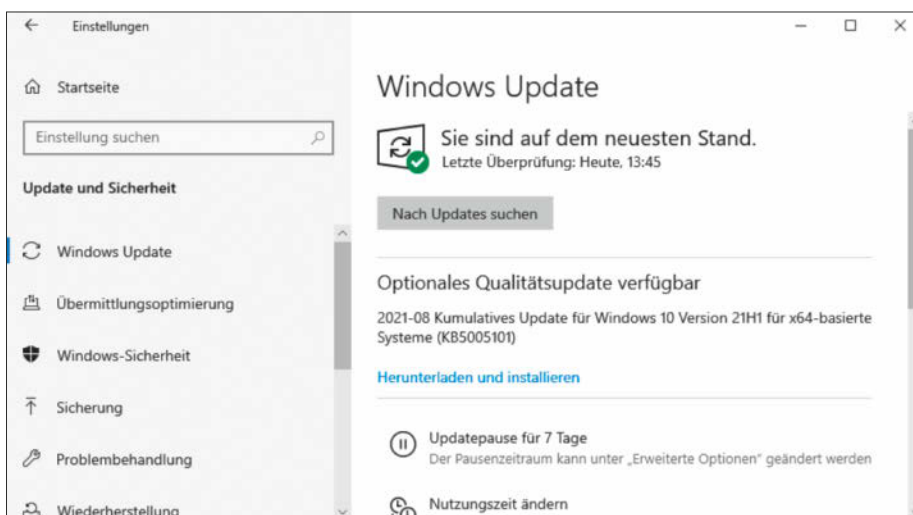 Einstellungen
Startseite
Einstellung suchen
Update und Sicherheit
Windows Update
Übermittlungsoptimierung
Windows-Sicherheit
Sicherung
Problembehandlung
Wiederherstellung
Windows Update
Sie sind auf dem neuesten Stand.
Letzte Überprüfung: Heute, 13:45
Nach Updates suchen
Optionales Qualitätsupdate verfügbar
2021-08 Kumulatives Update für Windows 10 Version 21H1 für x64-basierte
Systeme (KB5005101)
Herunterladen und installieren
Updatepause für 7 Tage
Der Pausenzeitraum kann unter „Erweiterte Optionen“ geändert werden
Nutzungszeit ändern